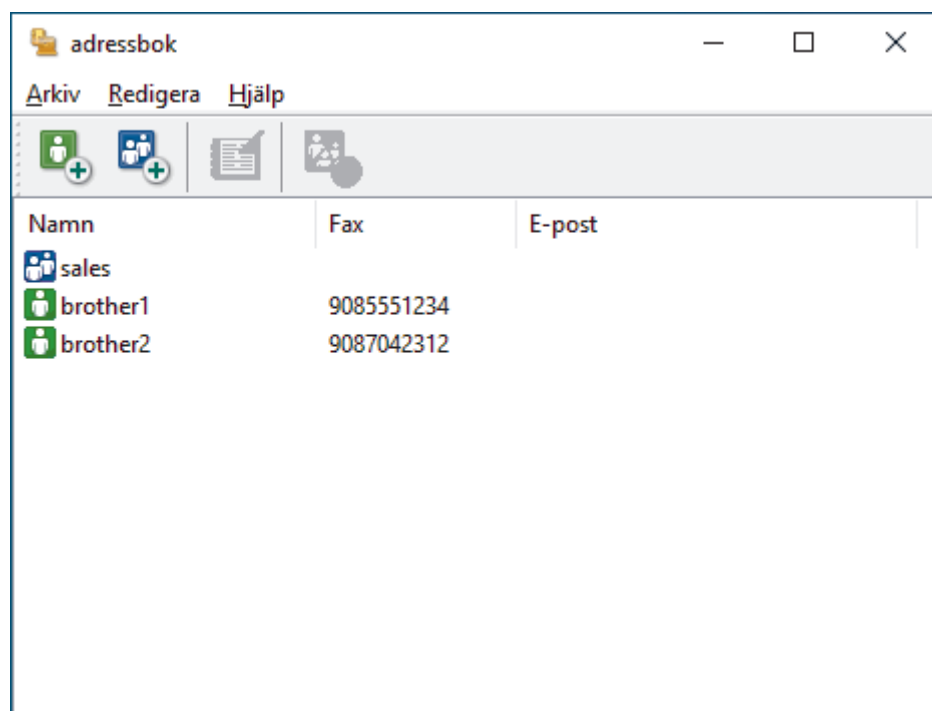 adressbok
Arkiv Redigera Hjälp
Namn Fax E-post
sales
brother1 9085551234
brother2 9087042312